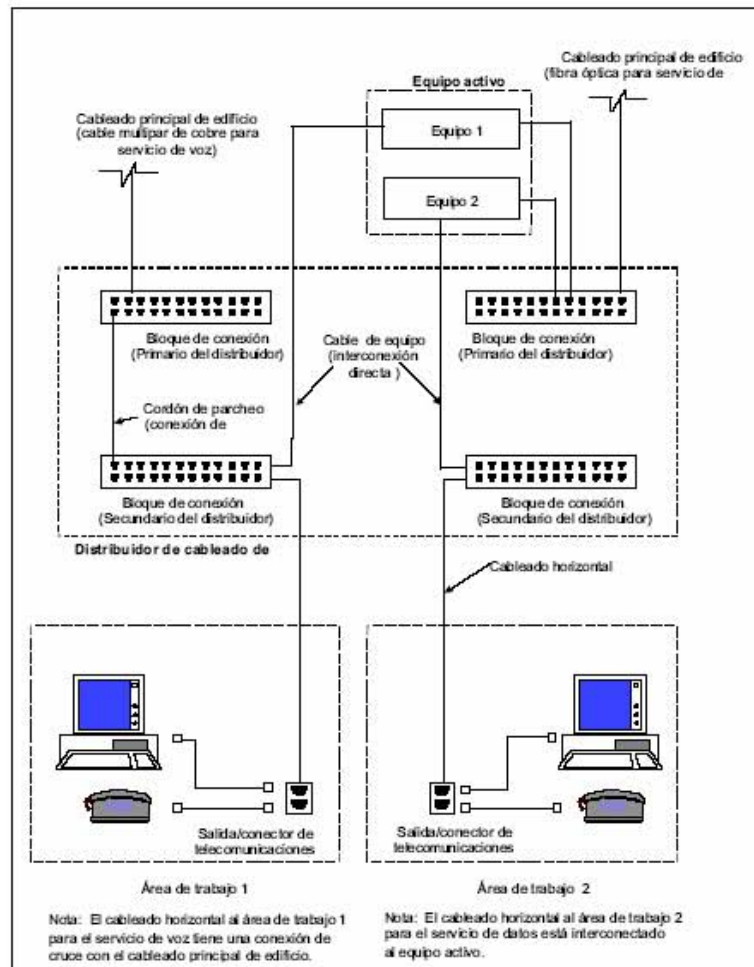 Cableado principal de edificio
(fibra óptica para servicio de
Equipo activo
Cableado principal de edificio
(cable multipar de cobre para
servicio de voz)
Equipo 1
Equipo 2
Bloque de conexión
(Primario del distribuidor)
Cable de equipo
(interconexión
directa )
Bloque de conexión
(Primario del distribuidor)
Cordón de parcheo
(conexión de
Bloque de conexión
(Secundario del distribuidor)
Bloque de conexión
(Secundario del distribuidor)
Distribuidor de cableado de
Cableado horizontal
Salida/conector de
telecomunicaciones
Salida/conector de
telecomunicaciones
Área de trabajo 1
Área de trabajo 2
Nota: El cableado horizontal al área de trabajo 1
para el servicio de voz tiene una conexión de
cruce con el cableado principal de edificio.
Nota: El cableado horizontal al área de trabajo 2
para el servicio de datos está interconectado
al equipo activo.